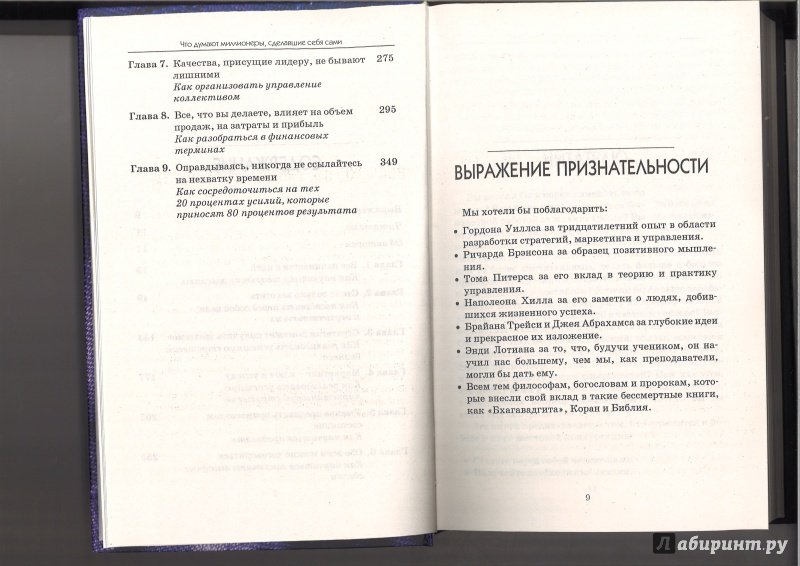 Что думают миллионеры, сделавшие себя сами
Глава 7. Качества, присущие лидеру, не бывают 275
лишними
Как организовать управление
коллективом
Глава 8. Все, что вы делаете, влияет на объем 295
продаж, на затраты и прибыль
Как разобраться в финансовых
терминах
Глава 9. Оправдываясь, никогда не ссылайтесь 349
на нехватку времени
Как сосредоточиться на тех
20 процентах усилий, которые
приносят 80 процентов результата
ВЫРАЖЕНИЕ ПРИЗНАТЕЛЬНОСТИ
Мы хотели бы поблагодарить:
• Гордона Уиллса за тридцатилетний опыт в области
разработки стратегий, маркетинга и управления.
• Ричарда Брэнсона за образец позитивного мышле-
ния.
• Тома Питерса за его вклад в теорию и практику
управления.
• Наполеона Хилла за его заметки о людях, добив-
шихся жизненного успеха.
• Брайана Трейси и Джея Абрахамса за глубокие идеи
и прекрасное их изложение.
• Энди Лотиана за то, что, будучи учеником, он на-
учил нас большему, чем мы, как преподаватели,
могли бы дать ему.
• Всем тем философам, богословам и пророкам, кото-
рые внесли свой вклад в такие бессмертные книги,
как «Бхагавадгита», Коран и Библия.
9
Лабиринт.ру